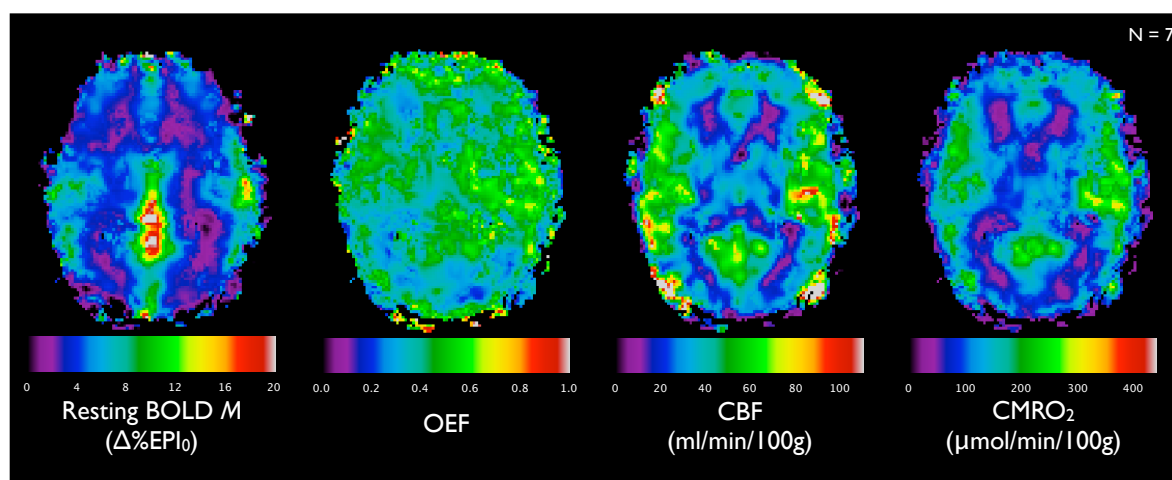 N = 7
0 4 8 12 16 20
0.0 0.2 0.4 0.6 0.8 1.0
0 20 40 60 80 100
0 100 200 300 400
Resting BOLD M
(Δ%EPI₀)
OEF
CBF
(ml/min/100g)
CMRO₂
(µmol/min/100g)